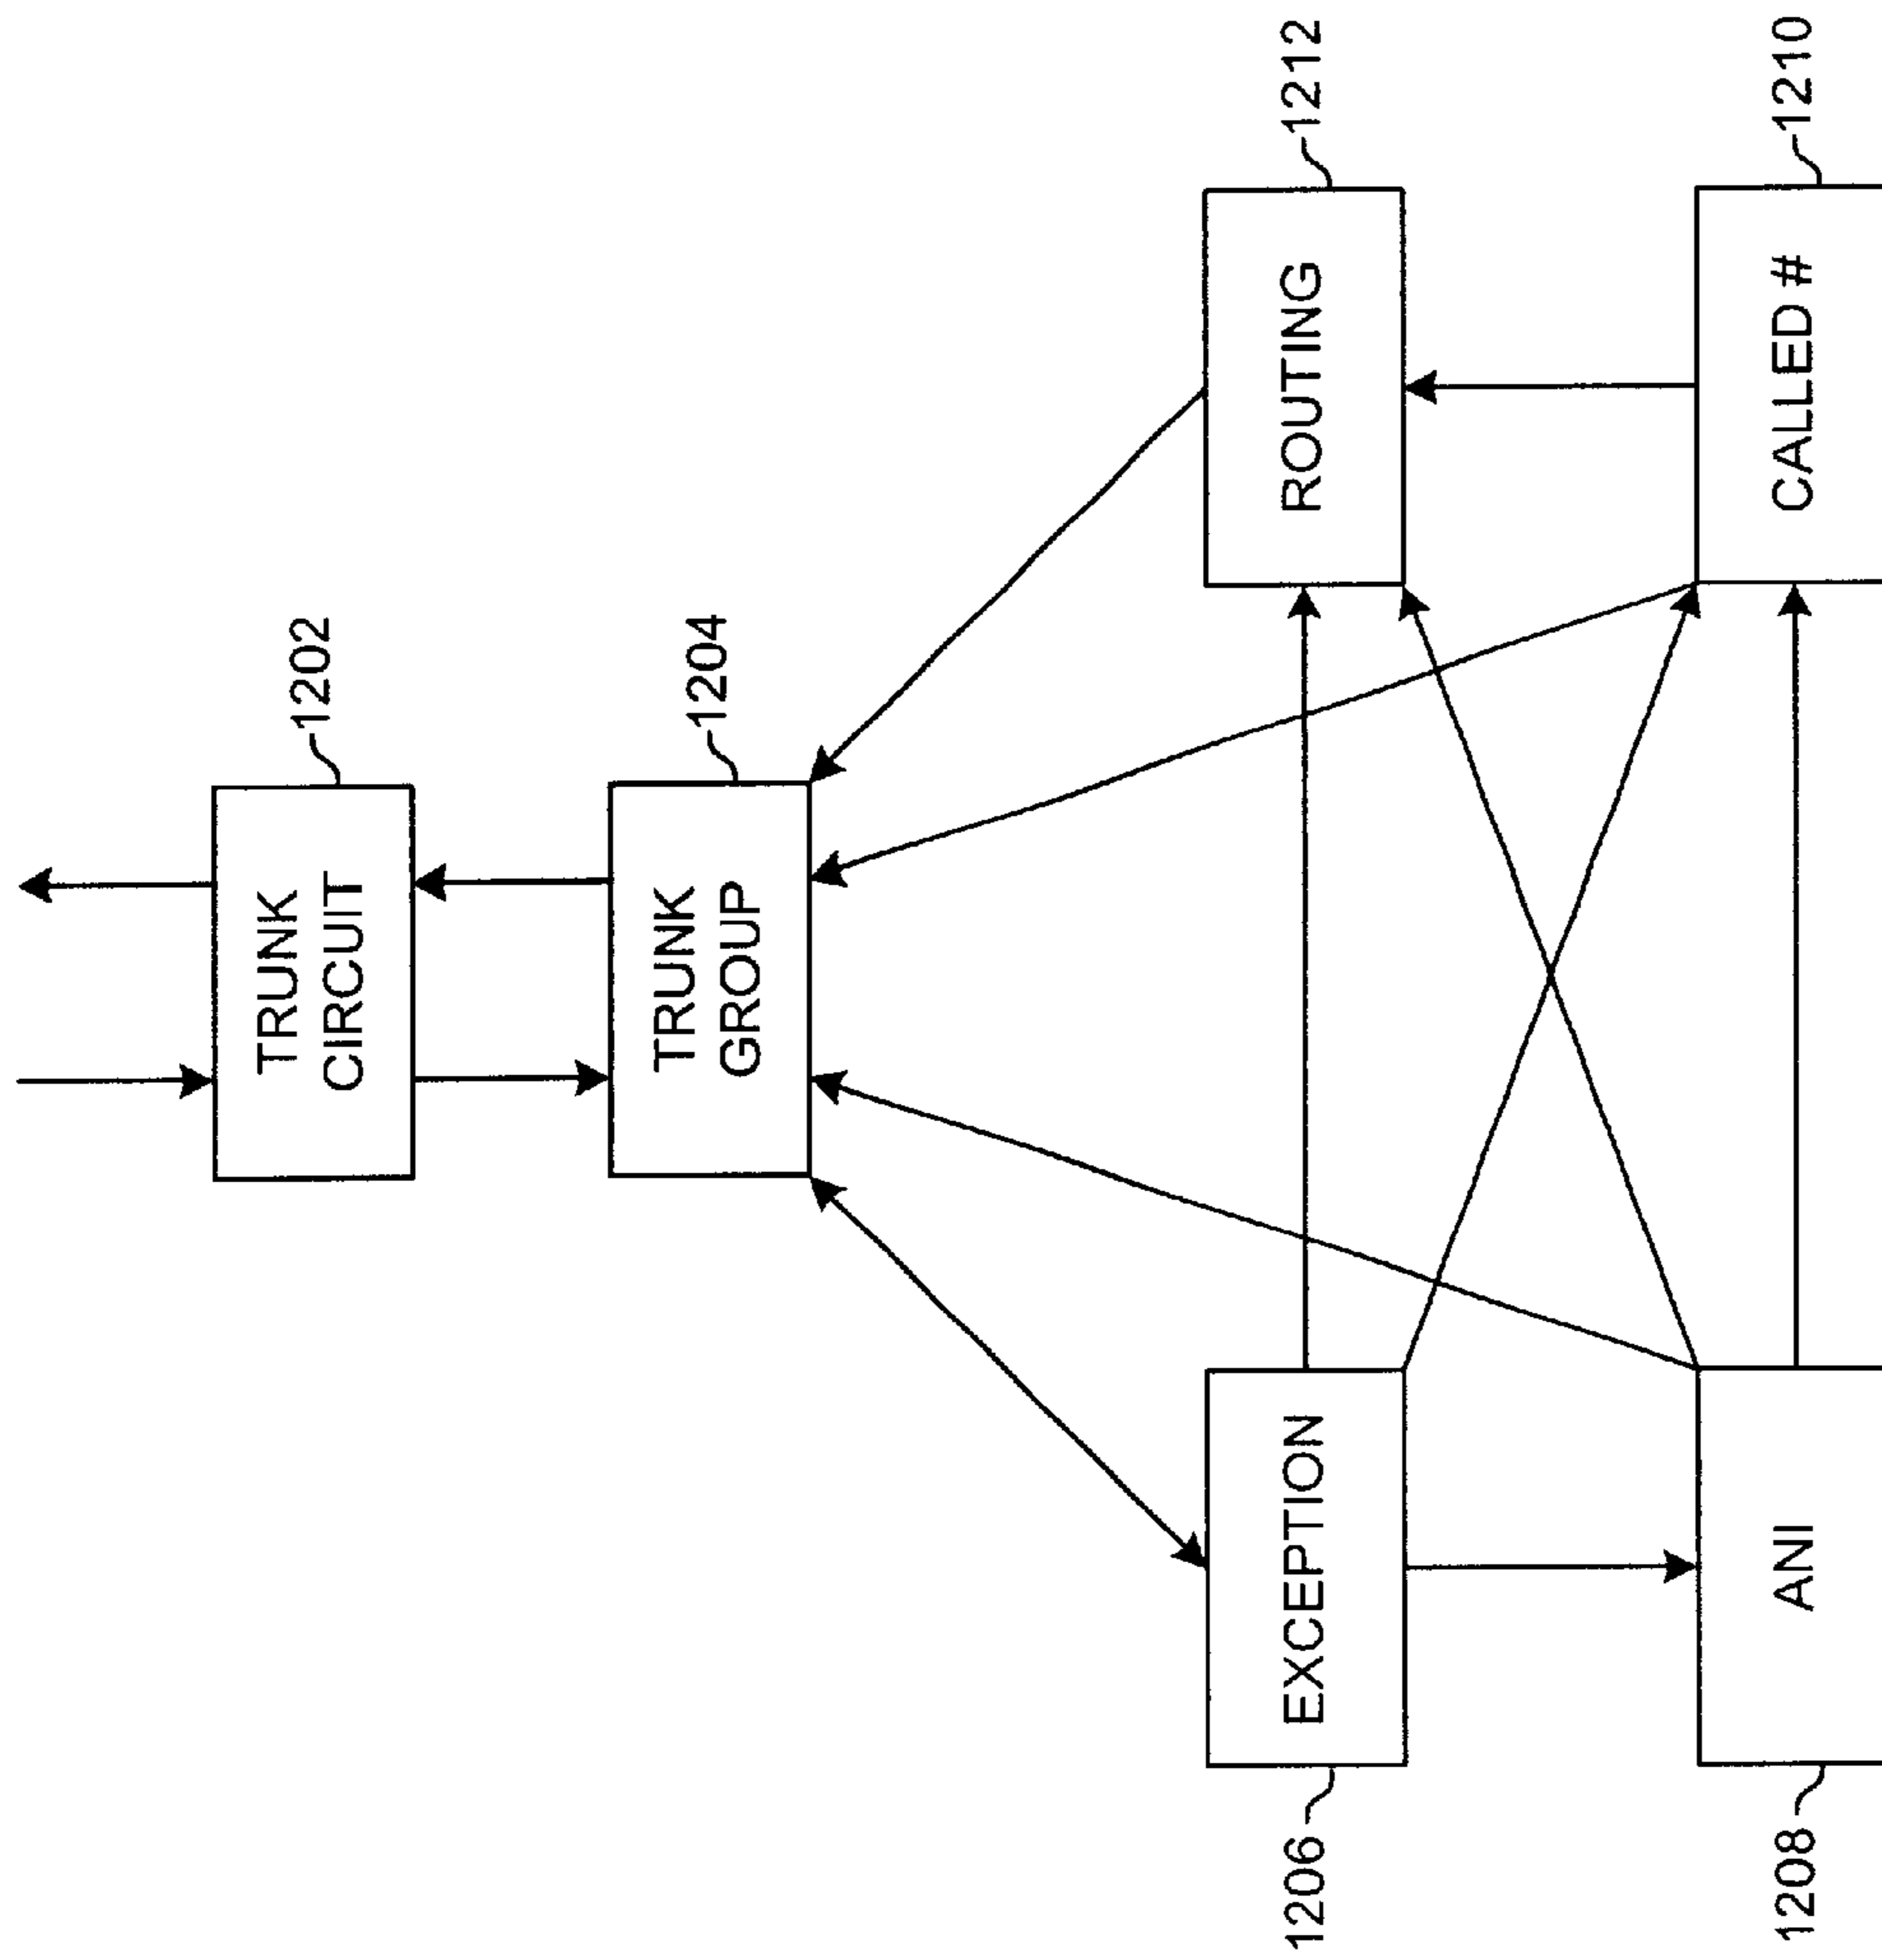 1202
TRUNK
CIRCUIT
1204
TRUNK
GROUP
1206
EXCEPTION
ROUTING
1212
1208
ANI
CALLED #
1210